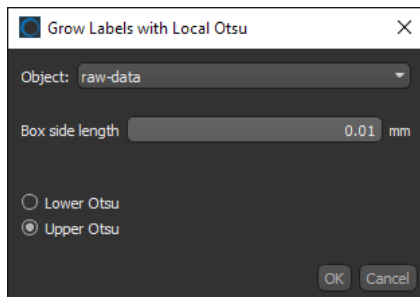 Grow Labels with Local Otsu
Object: raw-data
Box side length 0.01 mm
Lower Otsu
Upper Otsu
OK Cancel